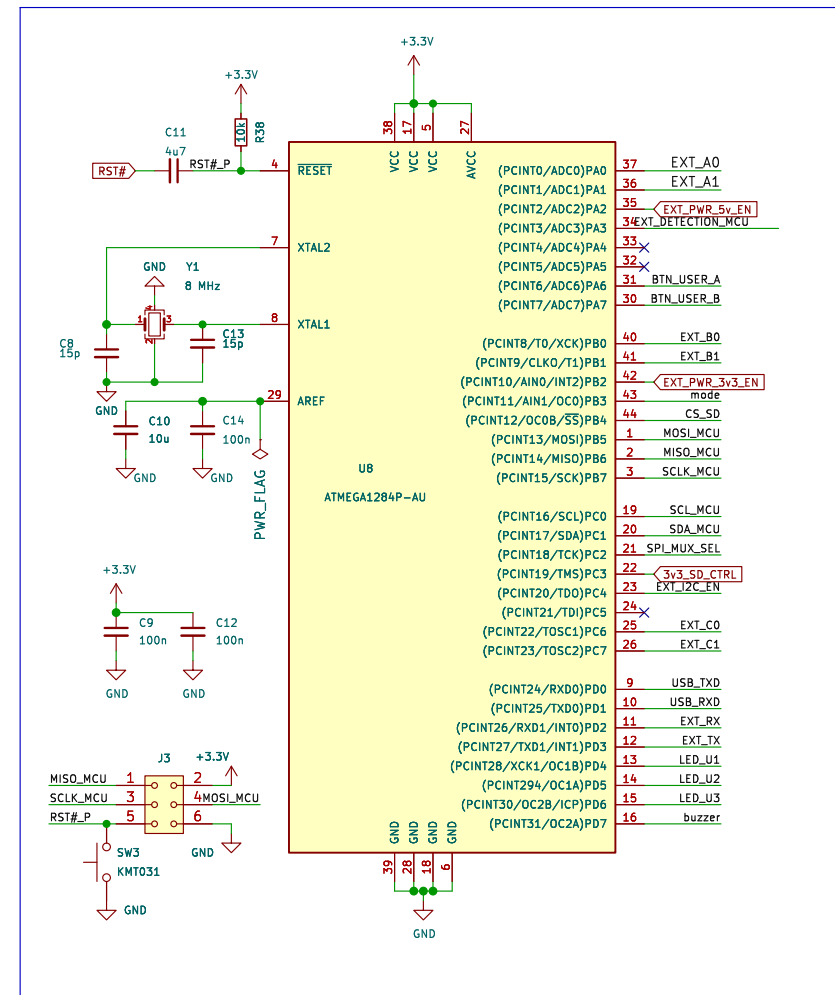 +3.3V
+3.3V
C11
4u7
10k
R38
38
17
5
27
VCC
VCC
VCC
AVCC
RST#
RST#_P
4
RESET
7
XTAL2
GND
Y1
8 MHz
4
1
3
2
8
XTAL1
C8
15p
C13
15p
GND
29
AREF
C10
10u
C14
100n
GND
GND
PWR_FLAG
U8
ATMEGA1284P-AU
(PCINT0/ADC0)PA0 37 EXT_A0
(PCINT1/ADC1)PA1 36 EXT_A1
(PCINT2/ADC2)PA2 35 EXT_PWR_5v_EN
(PCINT3/ADC3)PA3 34 EXT_DETECTION_MCU
(PCINT4/ADC4)PA4 33
(PCINT5/ADC5)PA5 32
(PCINT6/ADC6)PA6 31 BTN_USER_A
(PCINT7/ADC7)PA7 30 BTN_USER_B
(PCINT8/T0/XCK)PB0 40 EXT_B0
(PCINT9/CLKO/T1)PB1 41 EXT_B1
(PCINT10/AIN0/INT2)PB2 42 EXT_PWR_3v3_EN
(PCINT11/AIN1/OC0)PB3 43 mode
(PCINT12/OC0B/SS)PB4 44 CS_SD
(PCINT13/MOSI)PB5 1 MOSI_MCU
(PCINT14/MISO)PB6 2 MISO_MCU
(PCINT15/SCK)PB7 3 SCLK_MCU
(PCINT16/SCL)PC0 19 SCL_MCU
(PCINT17/SDA)PC1 20 SDA_MCU
(PCINT18/TCK)PC2 21 SPI_MUX_SEL
(PCINT19/TMS)PC3 22 3v3_SD_CTRL
(PCINT20/TDO)PC4 23 EXT_I2C_EN
(PCINT21/TDI)PC5 24
(PCINT22/TOSC1)PC6 25 EXT_C0
(PCINT23/TOSC2)PC7 26 EXT_C1
(PCINT24/RXD0)PD0 9 USB_TXD
(PCINT25/TXD0)PD1 10 USB_RXD
(PCINT26/RXD1/INT0)PD2 11 EXT_RX
(PCINT27/TXD1/INT1)PD3 12 EXT_TX
(PCINT28/XCK1/OC1B)PD4 13 LED_U1
(PCINT294/OC1A)PD5 14 LED_U2
(PCINT30/OC2B/ICP)PD6 15 LED_U3
(PCINT31/OC2A)PD7 16 buzzer
+3.3V
C9
100n
C12
100n
GND
GND
J3
+3.3V
MISO_MCU 1 2
SCLK_MCU 3 4 MOSI_MCU
RST#_P 5 6
GND
SW3
KMT031
GND
GND
GND
GND
GND
39
28
18
6
GND